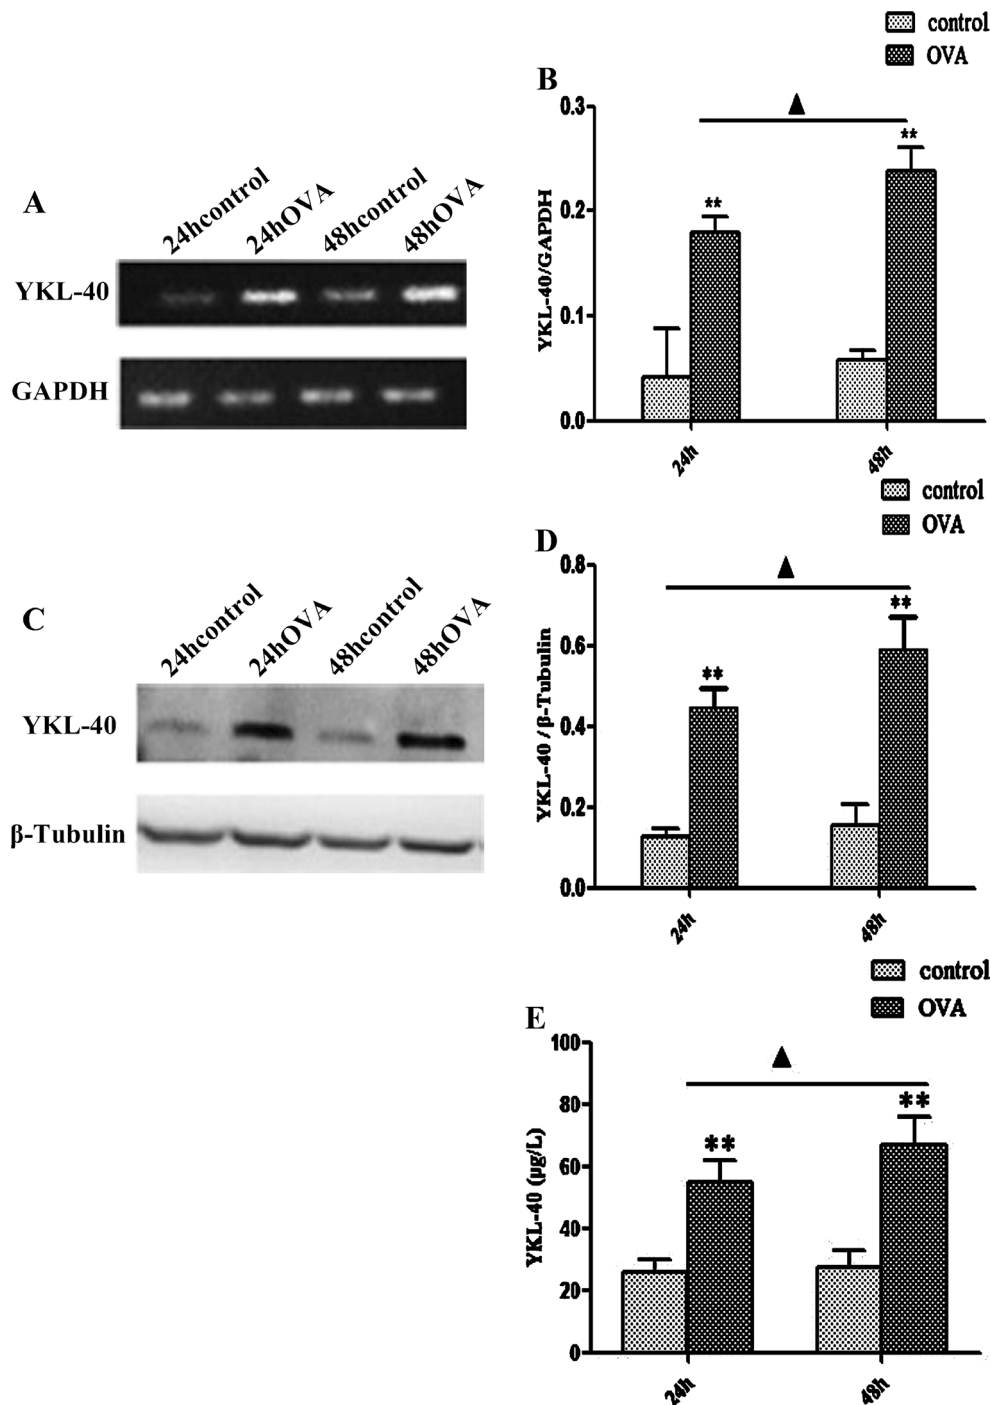 A
24hcontrol
24hOVA
48hcontrol
48hOVA
YKL-40
GAPDH
B
control
OVA
YKL-40/GAPDH
0.3
0.2
0.1
0.0
**
**
24h
48h
C
24hcontrol
24hOVA
48hcontrol
48hOVA
YKL-40
β-Tubulin
D
control
OVA
YKL-40 / β-Tubulin
0.8
0.6
0.4
0.2
0.0
**
**
24h
48h
E
control
OVA
YKL-40 (µg/L)
100
80
60
40
20
0
**
**
24h
48h